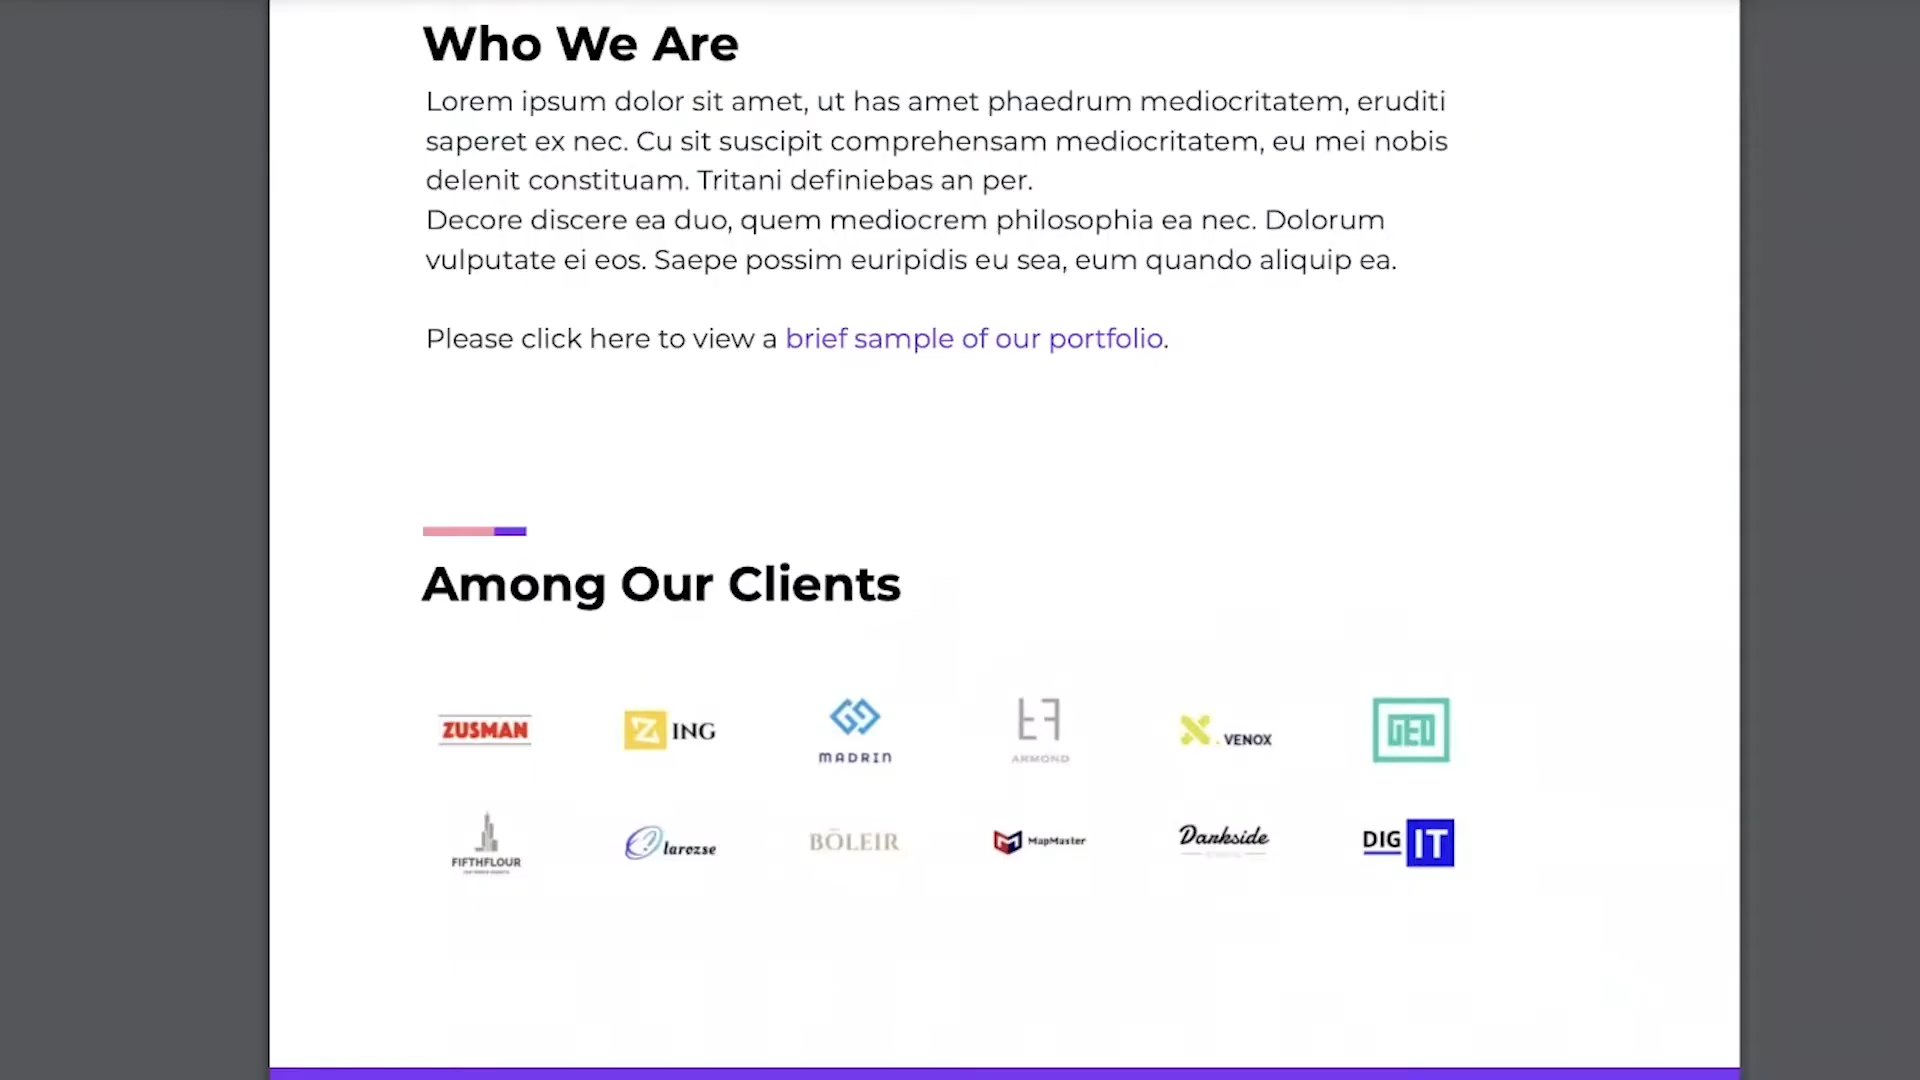 Who We Are
Lorem ipsum dolor sit amet, ut has amet phaedrum mediocritatem, eruditi
saperet ex nec. Cu sit suscipit comprehensam mediocritatem, eu mei nobis
delenit constituam. Tritani definiebas an per.
Decore discere ea duo, quem mediocrem philosophia ea nec. Dolorum
vulputate ei eos. Saepe possim euripidis eu sea, eum quando aliquip ea.
Please click here to view a brief sample of our portfolio.
Among Our Clients
ZUSMAN
Z ING
MADRIN
ARMOND
X. VENOX
GEO
FIFTHFLOUR
larozse
BŌLEIR
MapMaster
Darkside
DIG IT